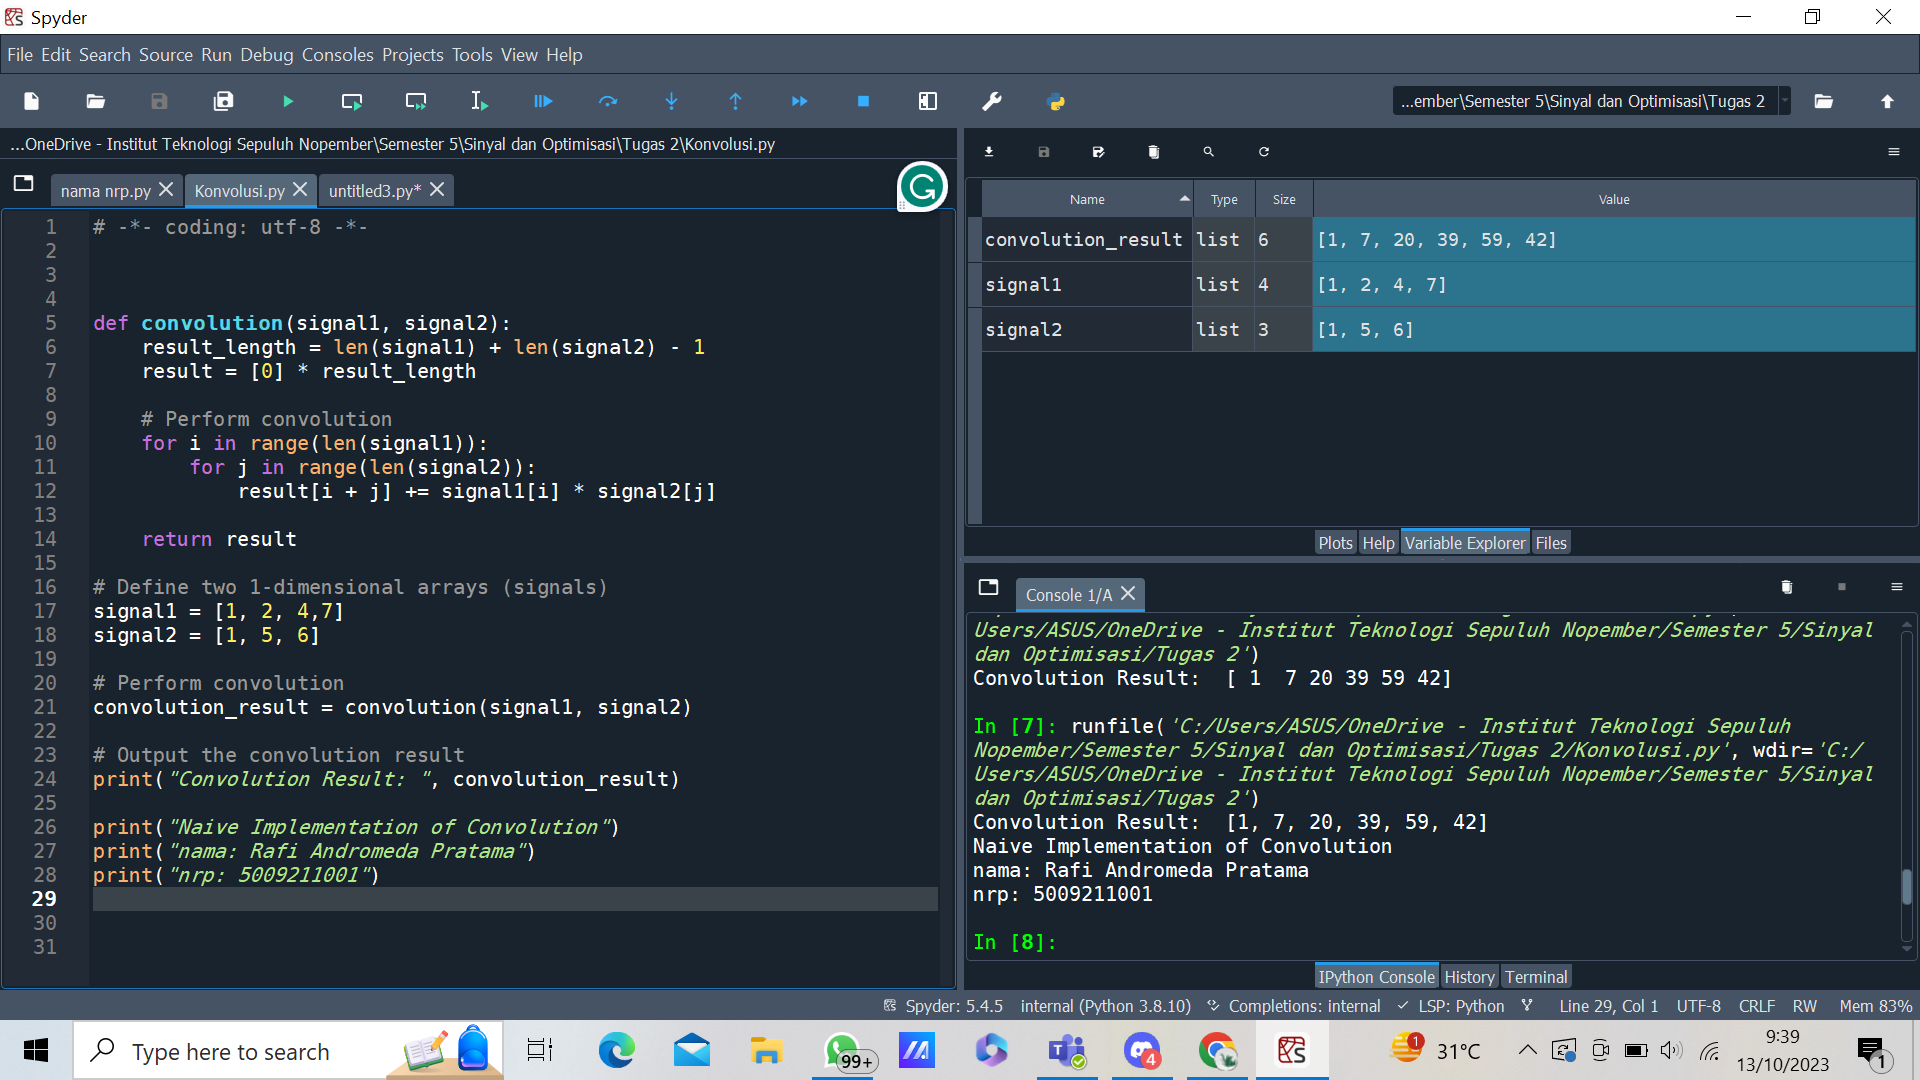 Spyder
File Edit Search Source Run Debug Consoles Projects Tools View Help
...ember\Semester 5\Sinyal dan Optimisasi\Tugas 2
...OneDrive - Institut Teknologi Sepuluh Nopember\Semester 5\Sinyal dan Optimisasi\Tugas 2\Konvolusi.py
nama nrp.py Konvolusi.py untitled3.py*
1 # -*- coding: utf-8 -*-
2
3
4
5 def convolution(signal1, signal2):
6     result_length = len(signal1) + len(signal2) - 1
7     result = [0] * result_length
8
9     # Perform convolution
10     for i in range(len(signal1)):
11         for j in range(len(signal2)):
12             result[i + j] += signal1[i] * signal2[j]
13
14     return result
15
16 # Define two 1-dimensional arrays (signals)
17 signal1 = [1, 2, 4,7]
18 signal2 = [1, 5, 6]
19
20 # Perform convolution
21 convolution_result = convolution(signal1, signal2)
22
23 # Output the convolution result
24 print("Convolution Result: ", convolution_result)
25
26 print("Naive Implementation of Convolution")
27 print("nama: Rafi Andromeda Pratama")
28 print("nrp: 5009211001")
29
30
31
Name Type Size Value
convolution_result list 6 [1, 7, 20, 39, 59, 42]
signal1 list 4 [1, 2, 4, 7]
signal2 list 3 [1, 5, 6]
Plots Help Variable Explorer Files
Console 1/A
Users/ASUS/OneDrive - Institut Teknologi Sepuluh Nopember/Semester 5/Sinyal
dan Optimisasi/Tugas 2')
Convolution Result:  [ 1  7 20 39 59 42]
In [7]: runfile('C:/Users/ASUS/OneDrive - Institut Teknologi Sepuluh
Nopember/Semester 5/Sinyal dan Optimisasi/Tugas 2/Konvolusi.py', wdir='C:/
Users/ASUS/OneDrive - Institut Teknologi Sepuluh Nopember/Semester 5/Sinyal
dan Optimisasi/Tugas 2')
Convolution Result:  [1, 7, 20, 39, 59, 42]
Naive Implementation of Convolution
nama: Rafi Andromeda Pratama
nrp: 5009211001
In [8]:
IPython Console History Terminal
Spyder: 5.4.5 internal (Python 3.8.10) Completions: internal LSP: Python Line 29, Col 1 UTF-8 CRLF RW Mem 83%
Type here to search
99+
4
1
31°C
9:39
13/10/2023
1